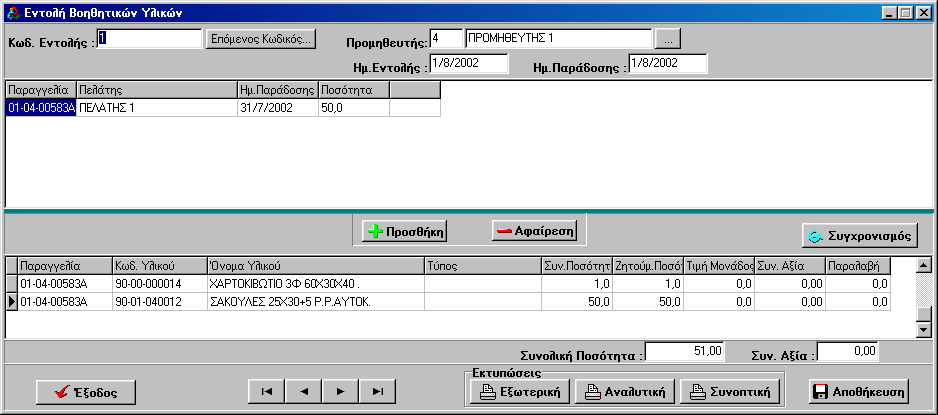 Εντολή Βοηθητικών Υλικών
Κωδ. Εντολής : 1 Επόμενος Κωδικός... Προμηθευτής: 4 ΠΡΟΜΗΘΕΥΤΗΣ 1 ...
Ημ.Εντολής : 1/8/2002 Ημ.Παράδοσης : 1/8/2002
Παραγγελία Πελάτης Ημ.Παράδοσης Ποσότητα
01-04-00583Α ΠΕΛΑΤΗΣ 1 31/7/2002 50,0
Προσθήκη Αφαίρεση
Συγχρονισμός
Παραγγελία Κωδ. Υλικού Όνομα Υλικού Τύπος Συν.Ποσότητ Ζητούμ.Ποσό Τιμή Μονάδος Συν. Αξία Παραλαβή
01-04-00583Α 90-00-000014 ΧΑΡΤΟΚΙΒΩΤΙΟ 3Φ 60Χ30Χ40 . 1,0 1,0 0,0 0,00 0,0
01-04-00583Α 90-01-040012 ΣΑΚΟΥΛΕΣ 25Χ30+5 Ρ.Ρ.ΑΥΤΟΚ. 50,0 50,0 0,0 0,00 0,0
Συνολική Ποσότητα : 51,00 Συν. Αξία : 0,00
Εκτυπώσεις
Έξοδος Εξωτερική Αναλυτική Συνοπτική Αποθήκευση